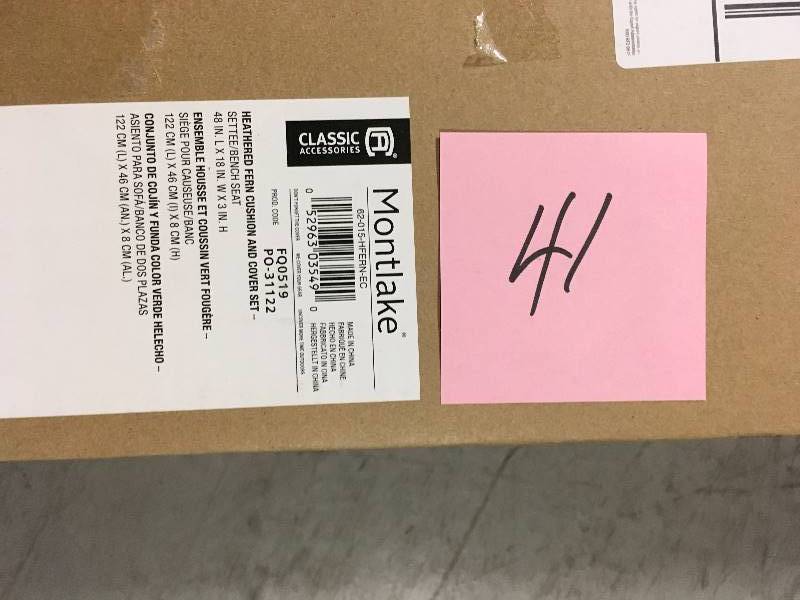 CLASSIC
ACCESSORIES
Montlake
62-015-HFERN-EC
0 52963 03549 0
MADE IN CHINA
FABRIQUÉ EN CHINE
HECHO EN CHINA
FABBRICATO IN CINA
HERGESTELLT IN CHINA
PROD. CODE
FQ0519
PO-31122
HEATHERED FERN CUSHION AND COVER SET –
SETTEE/BENCH SEAT
48 IN. L X 18 IN. W X 3 IN. H
ENSEMBLE HOUSSE ET COUSSIN VERT FOUGÈRE –
SIÈGE POUR CAUSEUSE/BANC
122 CM (L) X 46 CM (l) X 8 CM (H)
CONJUNTO DE COJÍN Y FUNDA COLOR VERDE HELECHO –
ASIENTO PARA SOFÁ/BANCO DE DOS PLAZAS
122 CM (L) X 46 CM (AN.) X 8 CM (AL)
41